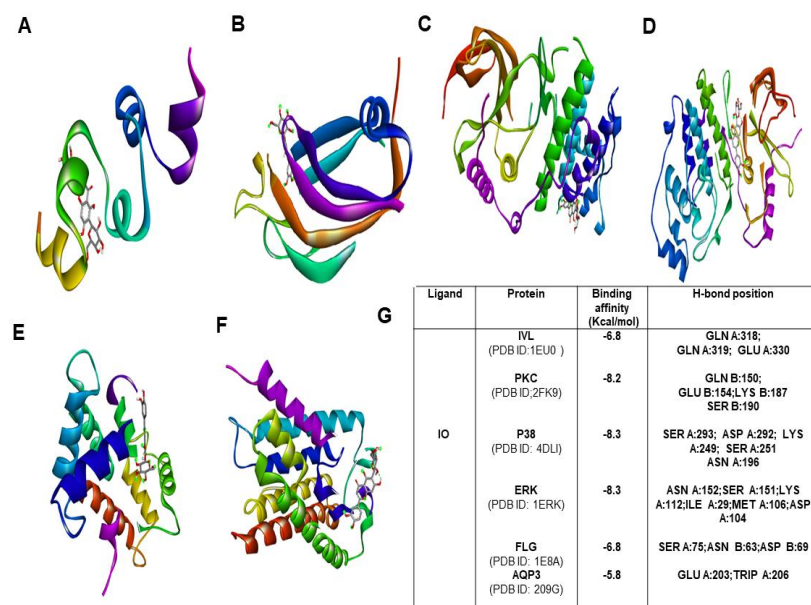 A
B
C
D
E
F
G
Ligand
Protein
Binding
affinity
(Kcal/mol)
H-bond position
IO
IVL
(PDB ID:1EU0 )
-6.8
GLN A:318;
GLN A:319; GLU A:330
PKC
(PDB ID;2FK9)
-8.2
GLN B:150;
GLU B:154;LYS B:187
SER B:190
P38
(PDB ID: 4DLI)
-8.3
SER A:293; ASP A:292; LYS
A:249; SER A:251
ASN A:196
ERK
(PDB ID: 1ERK)
-8.3
ASN A:152;SER A:151;LYS
A:112;ILE A:29;MET A:106;ASP
A:104
FLG
(PDB ID: 1E8A)
-6.8
SER A:75;ASN B:63;ASP B:69
AQP3
(PDB ID: 209G)
-5.8
GLU A:203;TRIP A:206